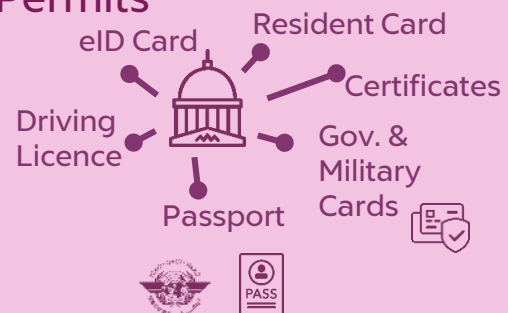 Permits
eID Card
Resident Card
Certificates
Driving
Licence
Gov. &
Military
Cards
Passport
PASS